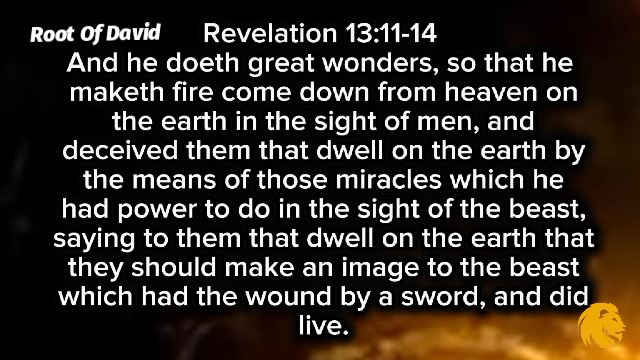 Root Of David
Revelation 13:11-14
And he doeth great wonders, so that he
maketh fire come down from heaven on
the earth in the sight of men, and
deceived them that dwell on the earth by
the means of those miracles which he
had power to do in the sight of the beast,
saying to them that dwell on the earth that
they should make an image to the beast
which had the wound by a sword, and did
live.